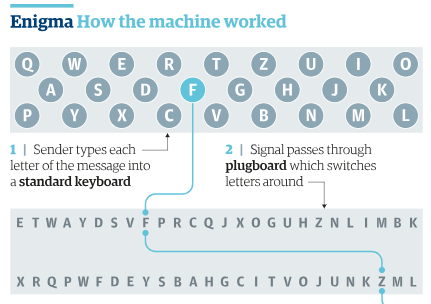 Enigma How the machine worked
Q W E R T Z U I O
A S D F G H J K
P Y X C V B N M L
1 | Sender types each
letter of the message into
a standard keyboard
2 | Signal passes through
plugboard which switches
letters around
E T W A Y D S V F P R C Q J X O G U H Z N L I M B K
X R Q P W F D E Y S B A H G C I T V O J U N K Z M L